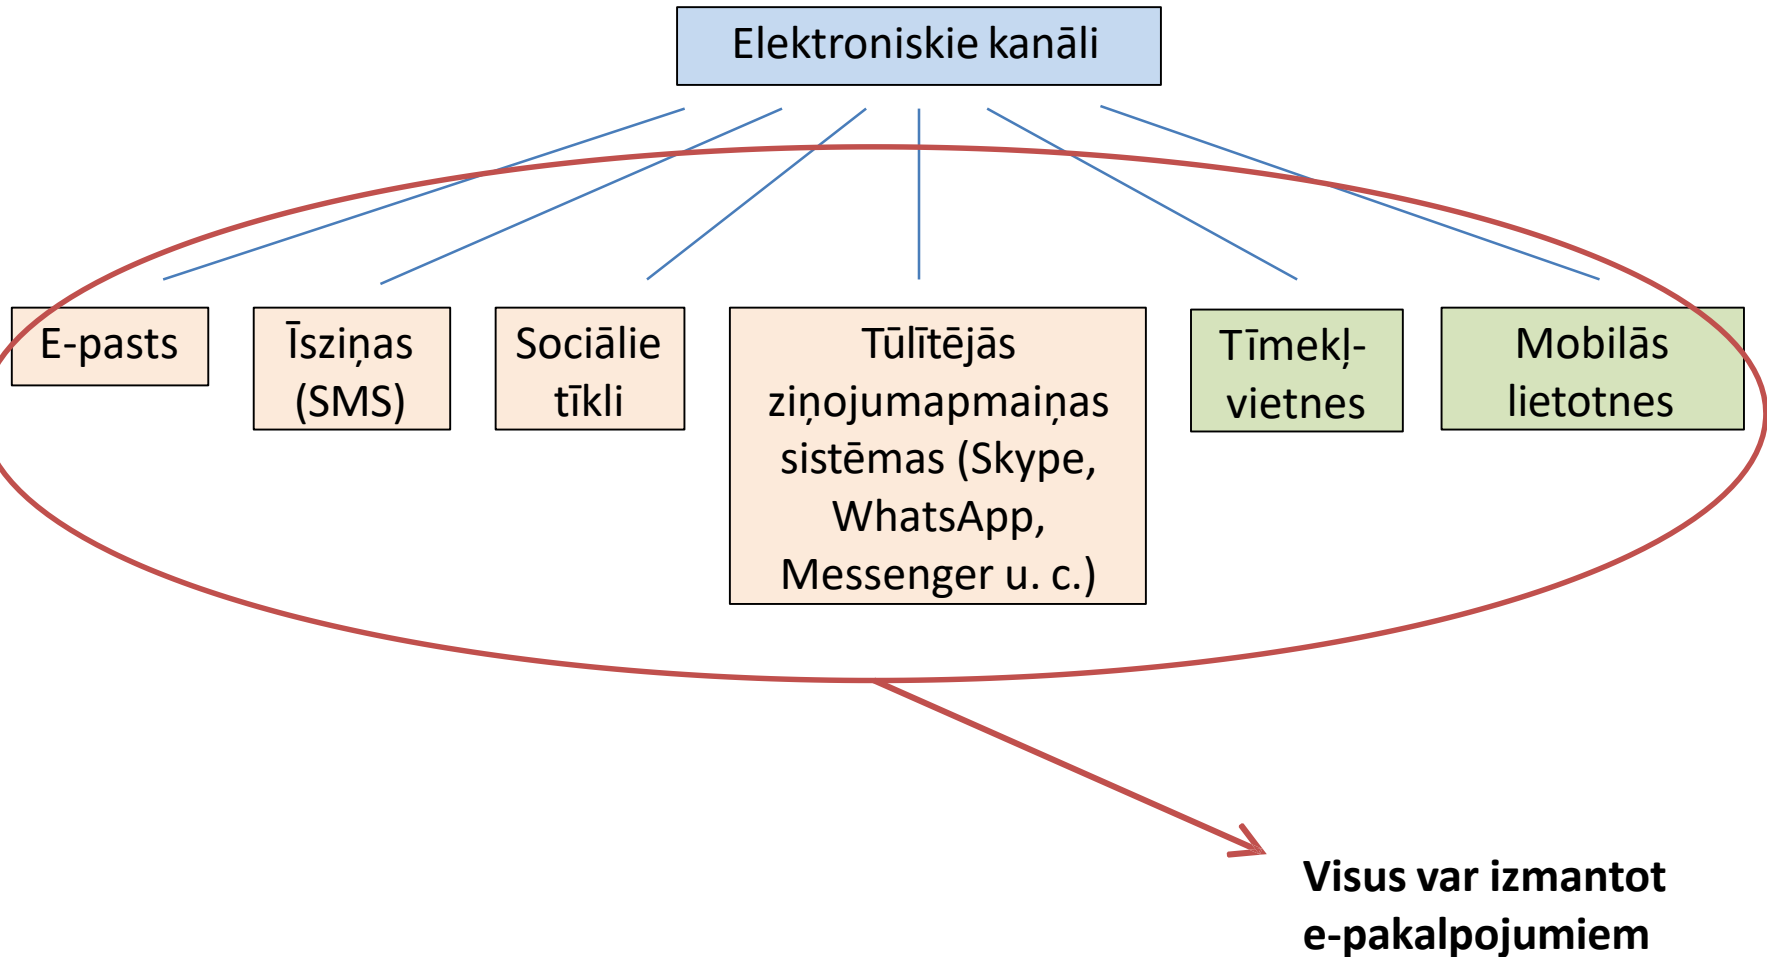 Elektroniskie kanāli
E-pasts
Īsziņas
(SMS)
Sociālie
tīkli
Tūlītējās
ziņojumapmaiņas
sistēmas (Skype,
WhatsApp,
Messenger u. c.)
Tīmekļ-
vietnes
Mobilās
lietotnes
Visus var izmantot
e-pakalpojumiem